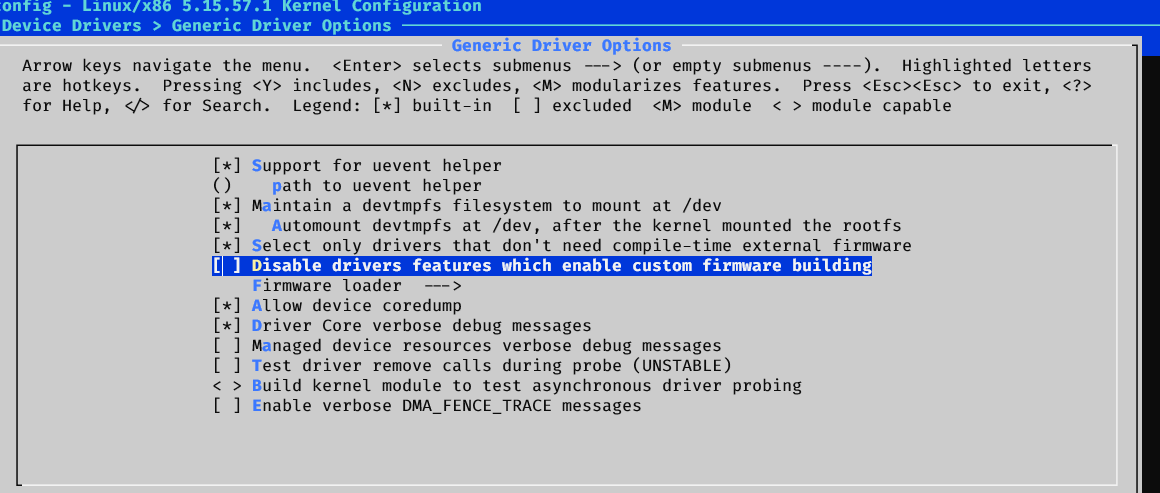 onfig - Linux/x86 5.15.57.1 Kernel Configuration
Device Drivers > Generic Driver Options
Generic Driver Options
Arrow keys navigate the menu.  <Enter> selects submenus ---> (or empty submenus ----).  Highlighted letters
are hotkeys.  Pressing <Y> includes, <N> excludes, <M> modularizes features.  Press <Esc><Esc> to exit, <?>
for Help, </> for Search.  Legend: [*] built-in  [ ] excluded  <M> module  < > module capable
[*] Support for uevent helper
()    path to uevent helper
[*] Maintain a devtmpfs filesystem to mount at /dev
[*]   Automount devtmpfs at /dev, after the kernel mounted the rootfs
[*] Select only drivers that don't need compile-time external firmware
[ ] Disable drivers features which enable custom firmware building
Firmware loader  --->
[*] Allow device coredump
[*] Driver Core verbose debug messages
[ ] Managed device resources verbose debug messages
[ ] Test driver remove calls during probe (UNSTABLE)
< > Build kernel module to test asynchronous driver probing
[ ] Enable verbose DMA_FENCE_TRACE messages